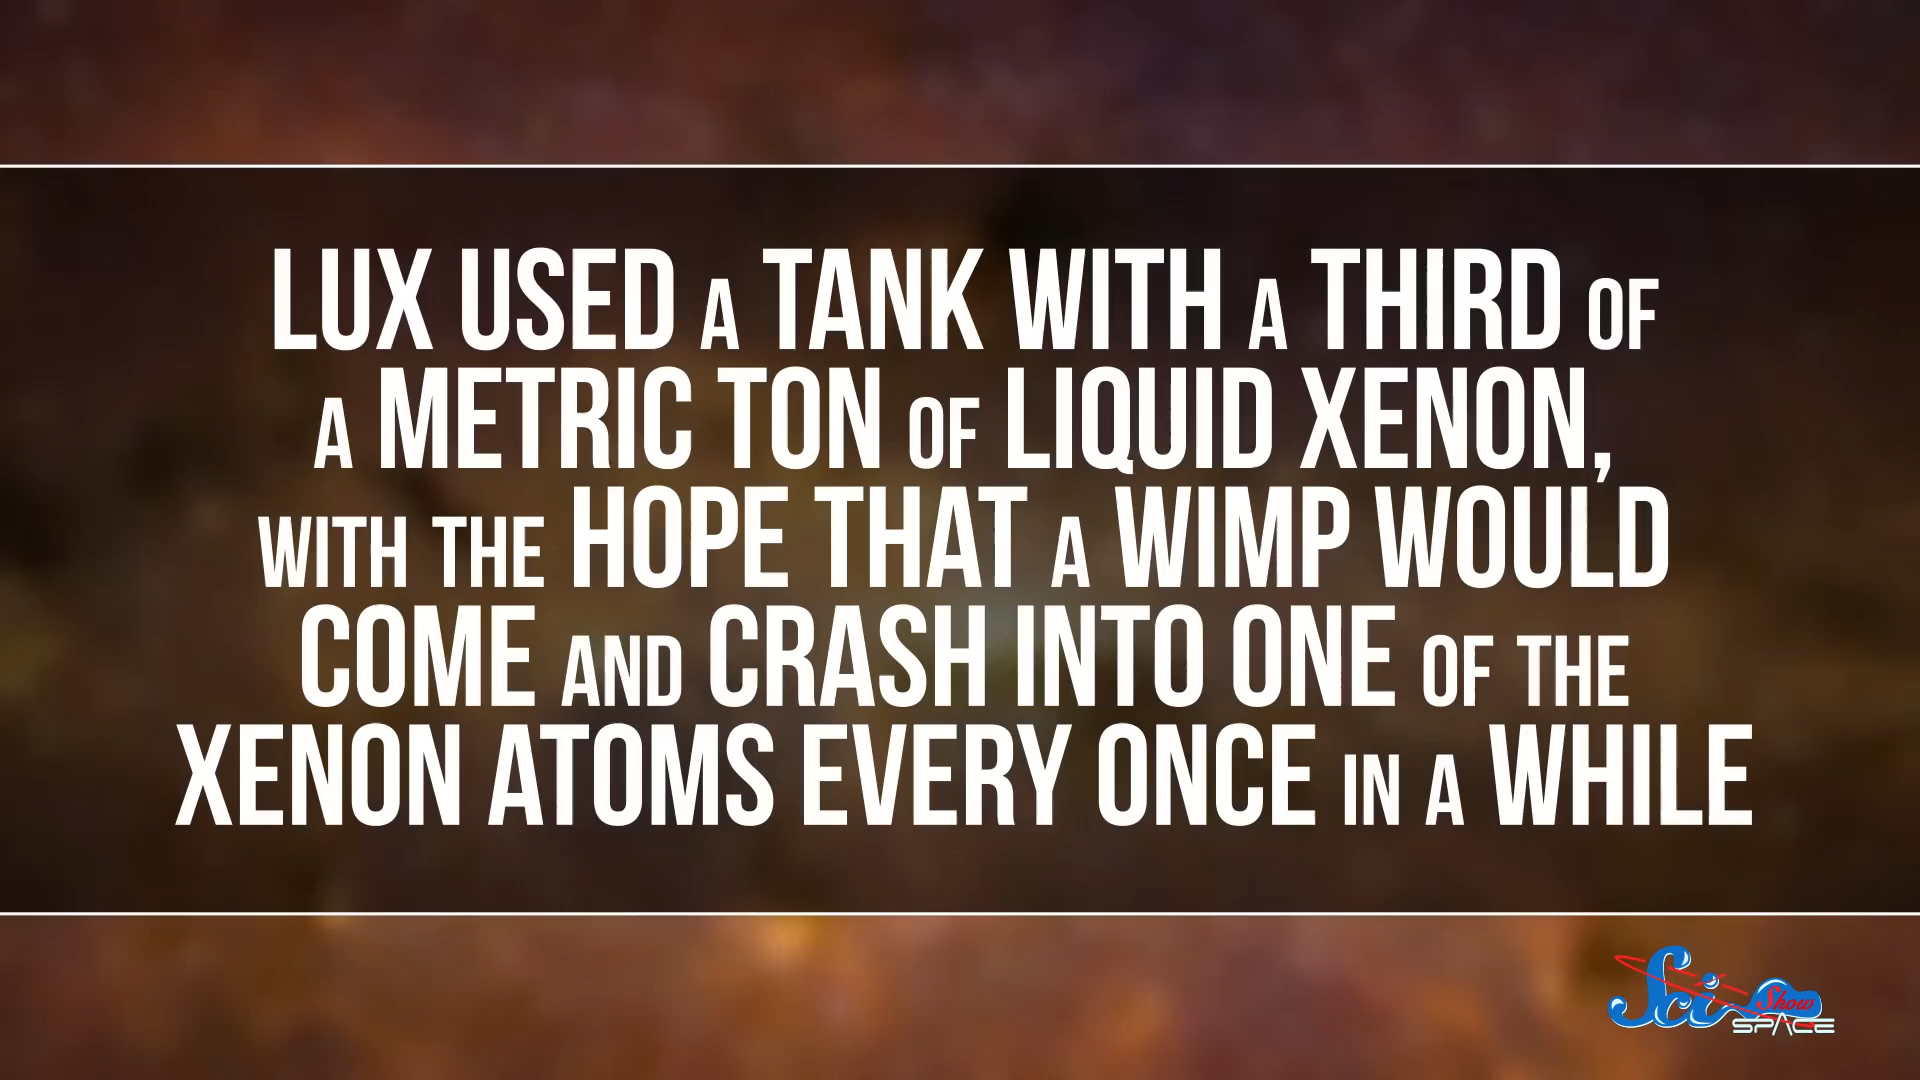 LUX USED A TANK WITH A THIRD OF
A METRIC TON OF LIQUID XENON,
WITH THE HOPE THAT A WIMP WOULD
COME AND CRASH INTO ONE OF THE
XENON ATOMS EVERY ONCE IN A WHILE
Sci Show
SPACE